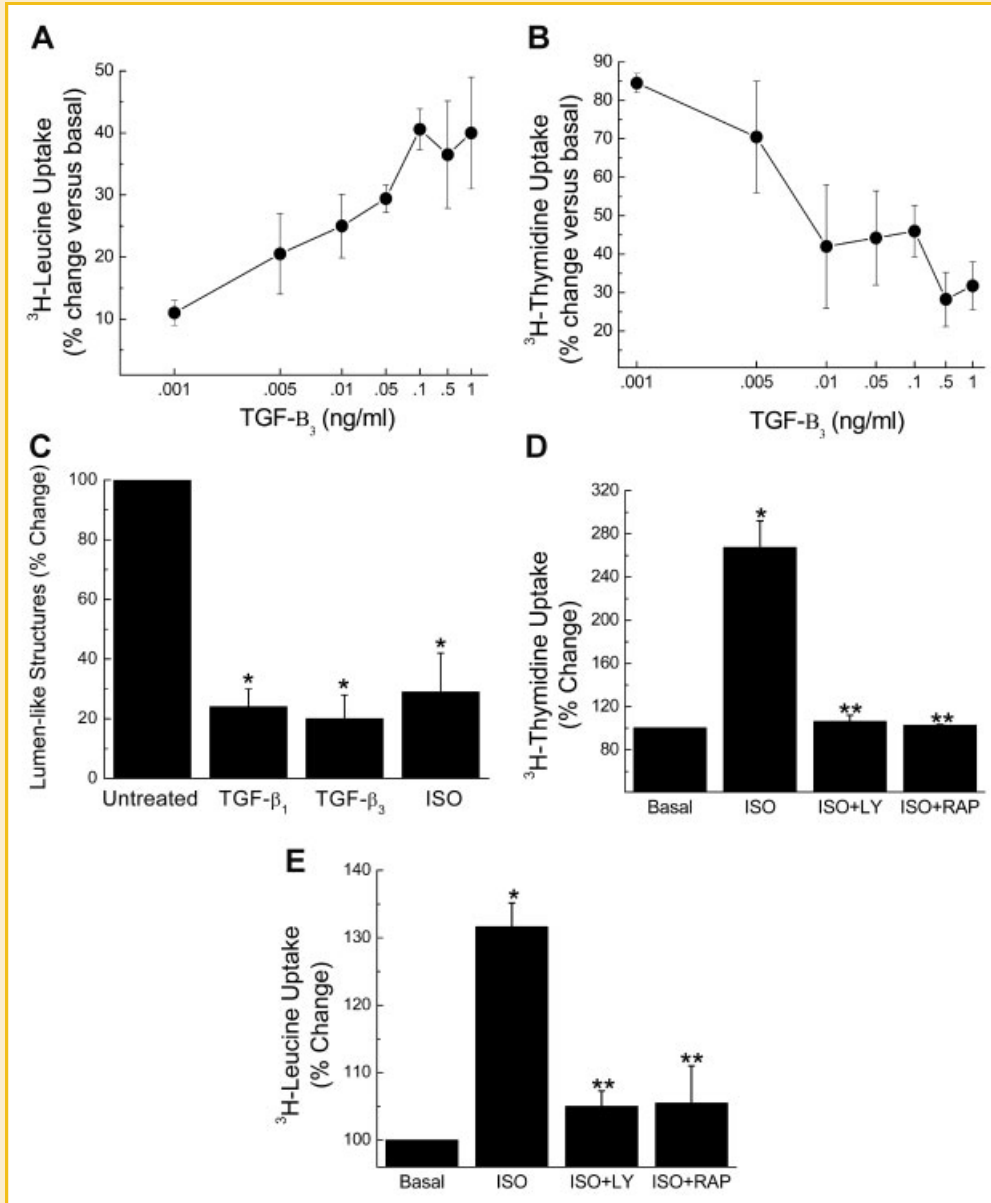 A
³H-Leucine Uptake
(% change versus basal)
50
40
30
20
10
.001 .005 .01 .05 .1 .5 1
TGF-B₃ (ng/ml)
B
³H-Thymidine Uptake
(% change versus basal)
90
80
70
60
50
40
30
20
.001 .005 .01 .05 .1 .5 1
TGF-B₃ (ng/ml)
C
Lumen-like Structures (% Change)
100
80
60
40
20
0
* * *
Untreated TGF-β₁ TGF-β₃ ISO
D
³H-Thymidine Uptake
(% Change)
320
280
240
200
160
120
80
* ** **
Basal ISO ISO+LY ISO+RAP
E
³H-Leucine Uptake
(% Change)
140
130
120
110
100
* ** **
Basal ISO ISO+LY ISO+RAP